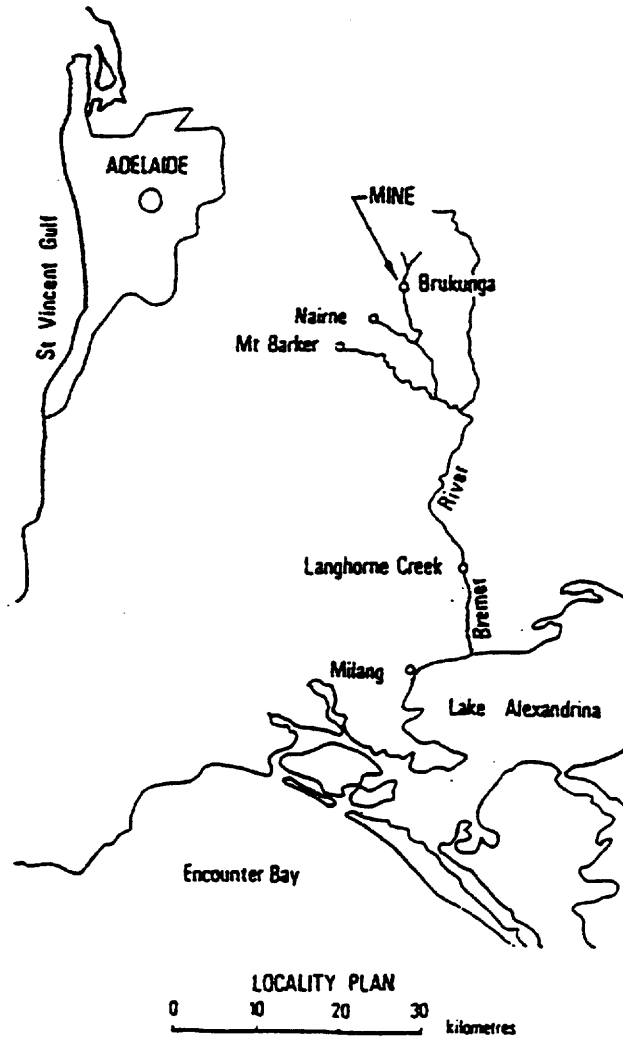 ADELAIDE
St Vincent Gulf
MINE
Brukunga
Nairne
Mt Barker
River
Langhorne Creek
Bremer
Milang
Lake Alexandrina
Encounter Bay
LOCALITY PLAN
0 10 20 30
kilometres